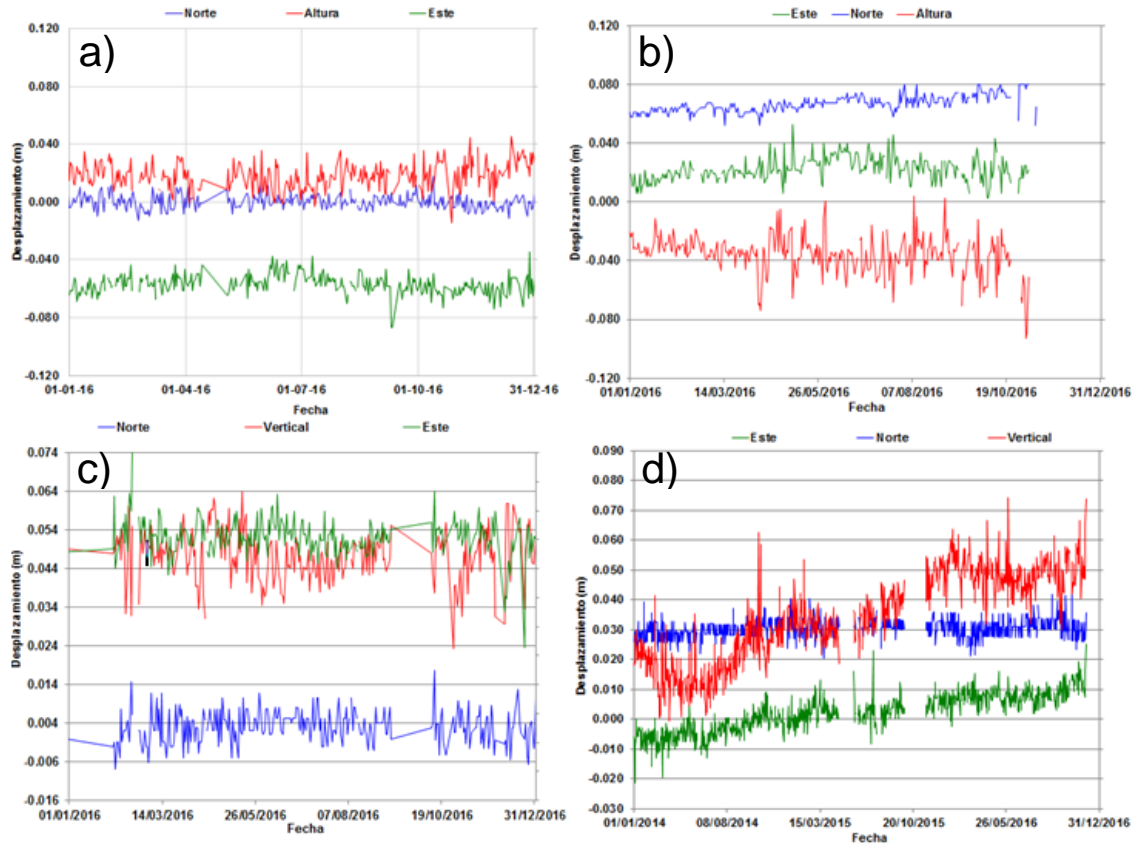 Norte Altura Este
a)
0.120
0.080
0.040
0.000
-0.040
-0.080
-0.120
Desplazamiento (m)
01-01-16 01-04-16 01-07-16 01-10-16 31-12-16
Fecha
Este Norte Altura
b)
0.120
0.080
0.040
0.000
-0.040
-0.080
-0.120
Desplazamiento (m)
01/01/2016 14/03/2016 26/05/2016 07/08/2016 19/10/2016 31/12/2016
Fecha
Norte Vertical Este
c)
0.074
0.064
0.054
0.044
0.034
0.024
0.014
0.004
-0.006
-0.016
Desplazamiento (m)
01/01/2016 14/03/2016 26/05/2016 07/08/2016 19/10/2016 31/12/2016
Fecha
Este Norte Vertical
d)
0.090
0.080
0.070
0.060
0.050
0.040
0.030
0.020
0.010
0.000
-0.010
-0.020
-0.030
Desplazamiento (m)
01/01/2014 08/08/2014 15/03/2015 20/10/2015 26/05/2016 31/12/2016
Fecha